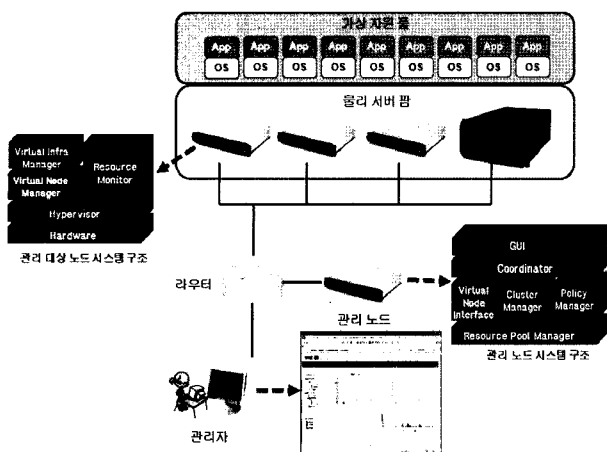 가상 자원 풀
App App App App App App App App App
OS OS OS OS OS OS OS OS OS
물리 서버 팜
Virtual Infra Manager
Resource Monitor
Virtual Node Manager
Hypervisor
Hardware
관리 대상 노드 시스템 구조
라우터
관리 노드
GUI
Coordinator
Virtual Node Interface
Cluster Manager
Policy Manager
Resource Pool Manager
관리 노드 시스템 구조
관리자